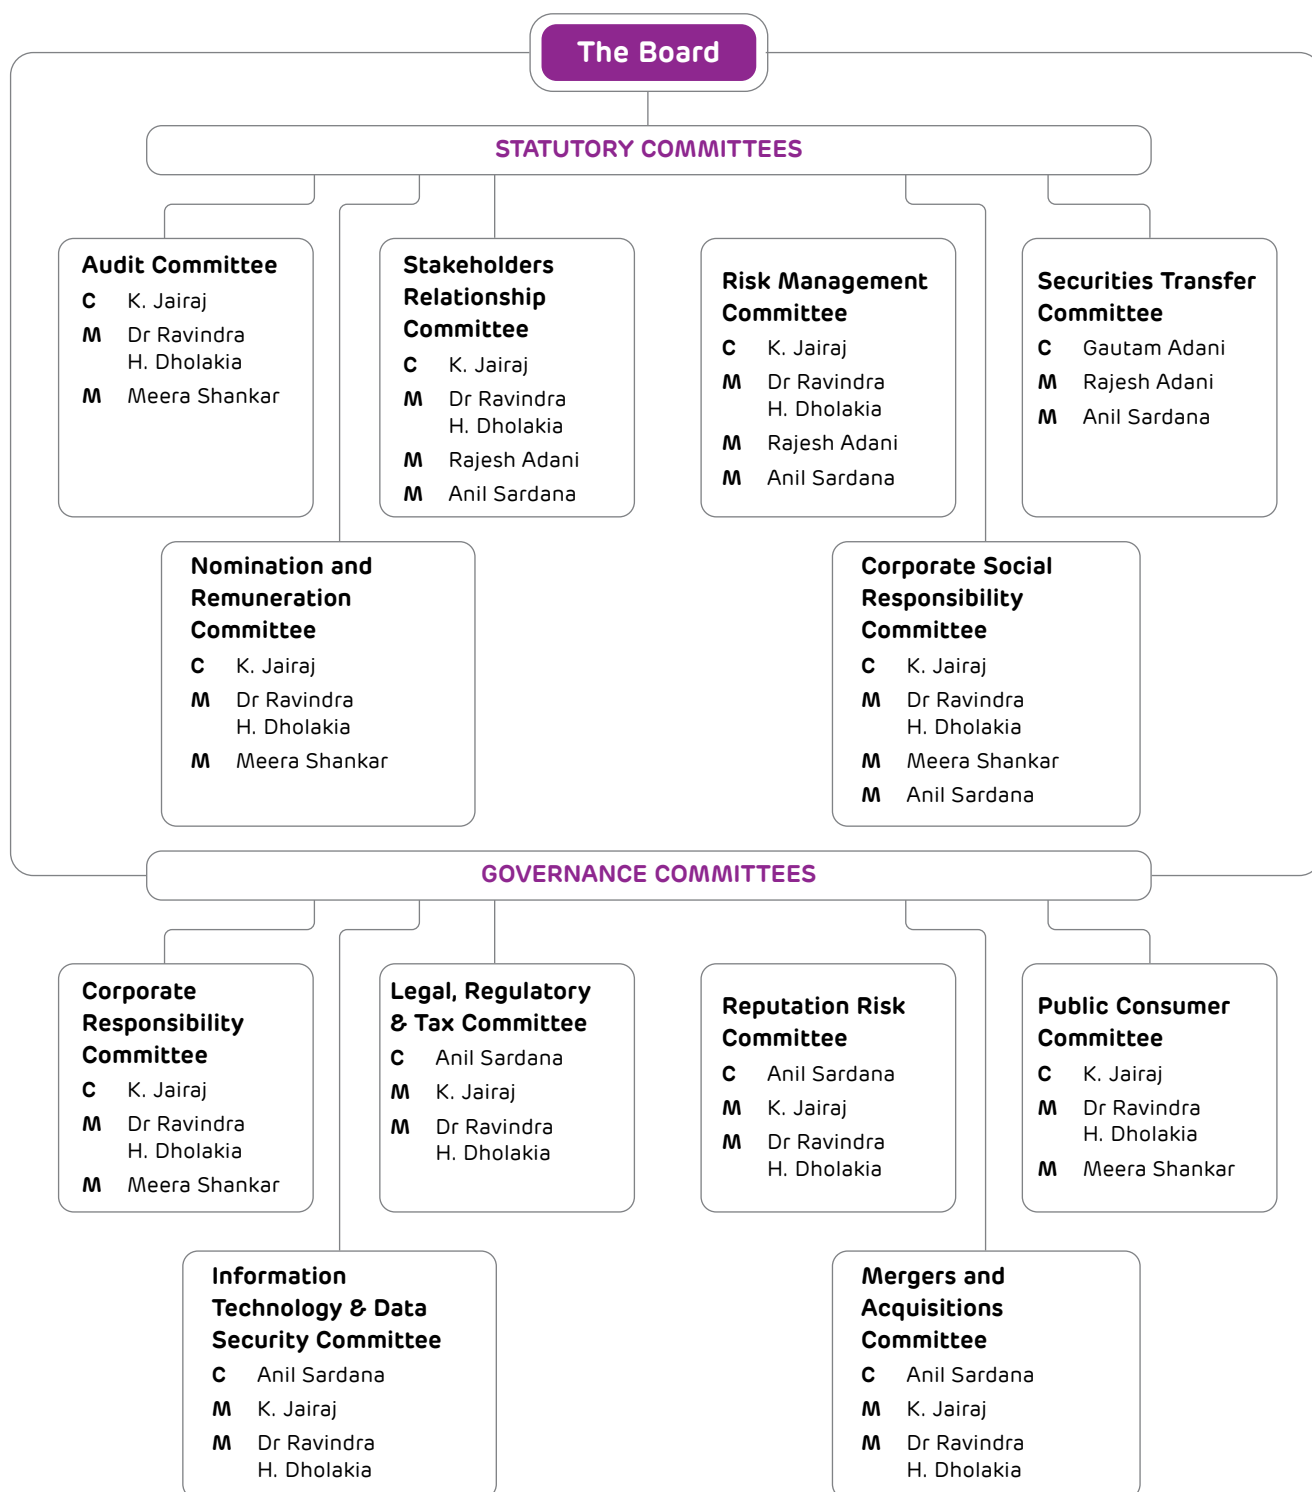 The Board
STATUTORY COMMITTEES
Audit Committee
C K. Jairaj
M Dr Ravindra
H. Dholakia
M Meera Shankar
Stakeholders
Relationship
Committee
C K. Jairaj
M Dr Ravindra
H. Dholakia
M Rajesh Adani
M Anil Sardana
Risk Management
Committee
C K. Jairaj
M Dr Ravindra
H. Dholakia
M Rajesh Adani
M Anil Sardana
Securities Transfer
Committee
C Gautam Adani
M Rajesh Adani
M Anil Sardana
Nomination and
Remuneration
Committee
C K. Jairaj
M Dr Ravindra
H. Dholakia
M Meera Shankar
Corporate Social
Responsibility
Committee
C K. Jairaj
M Dr Ravindra
H. Dholakia
M Meera Shankar
M Anil Sardana
GOVERNANCE COMMITTEES
Corporate
Responsibility
Committee
C K. Jairaj
M Dr Ravindra
H. Dholakia
M Meera Shankar
Legal, Regulatory
& Tax Committee
C Anil Sardana
M K. Jairaj
M Dr Ravindra
H. Dholakia
Reputation Risk
Committee
C Anil Sardana
M K. Jairaj
M Dr Ravindra
H. Dholakia
Public Consumer
Committee
C K. Jairaj
M Dr Ravindra
H. Dholakia
M Meera Shankar
Information
Technology & Data
Security Committee
C Anil Sardana
M K. Jairaj
M Dr Ravindra
H. Dholakia
Mergers and
Acquisitions
Committee
C Anil Sardana
M K. Jairaj
M Dr Ravindra
H. Dholakia